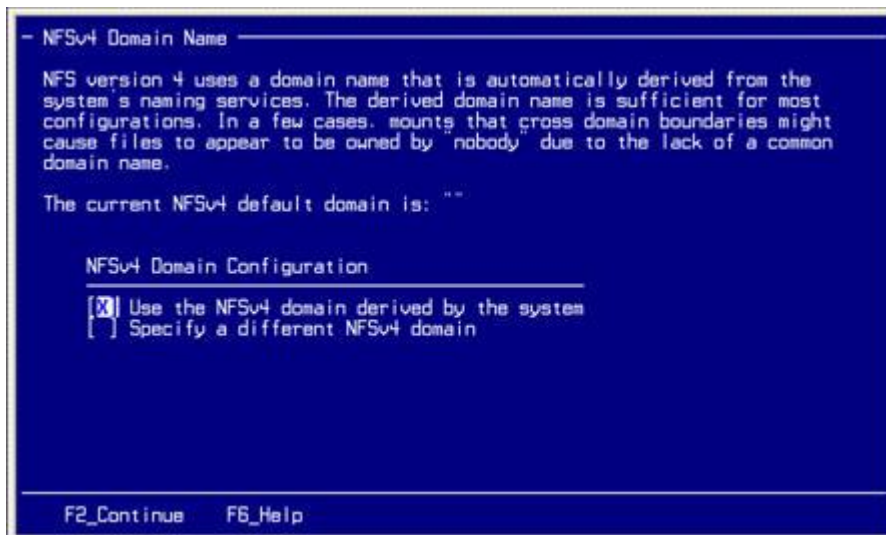 NFSv4 Domain Name
NFS version 4 uses a domain name that is automatically derived from the
system's naming services. The derived domain name is sufficient for most
configurations. In a few cases. mounts that cross domain boundaries might
cause files to appear to be owned by "nobody" due to the lack of a common
domain name.
The current NFSv4 default domain is: ""
NFSv4 Domain Configuration
[X] Use the NFSv4 domain derived by the system
[ ] Specify a different NFSv4 domain
F2_Continue F6_Help